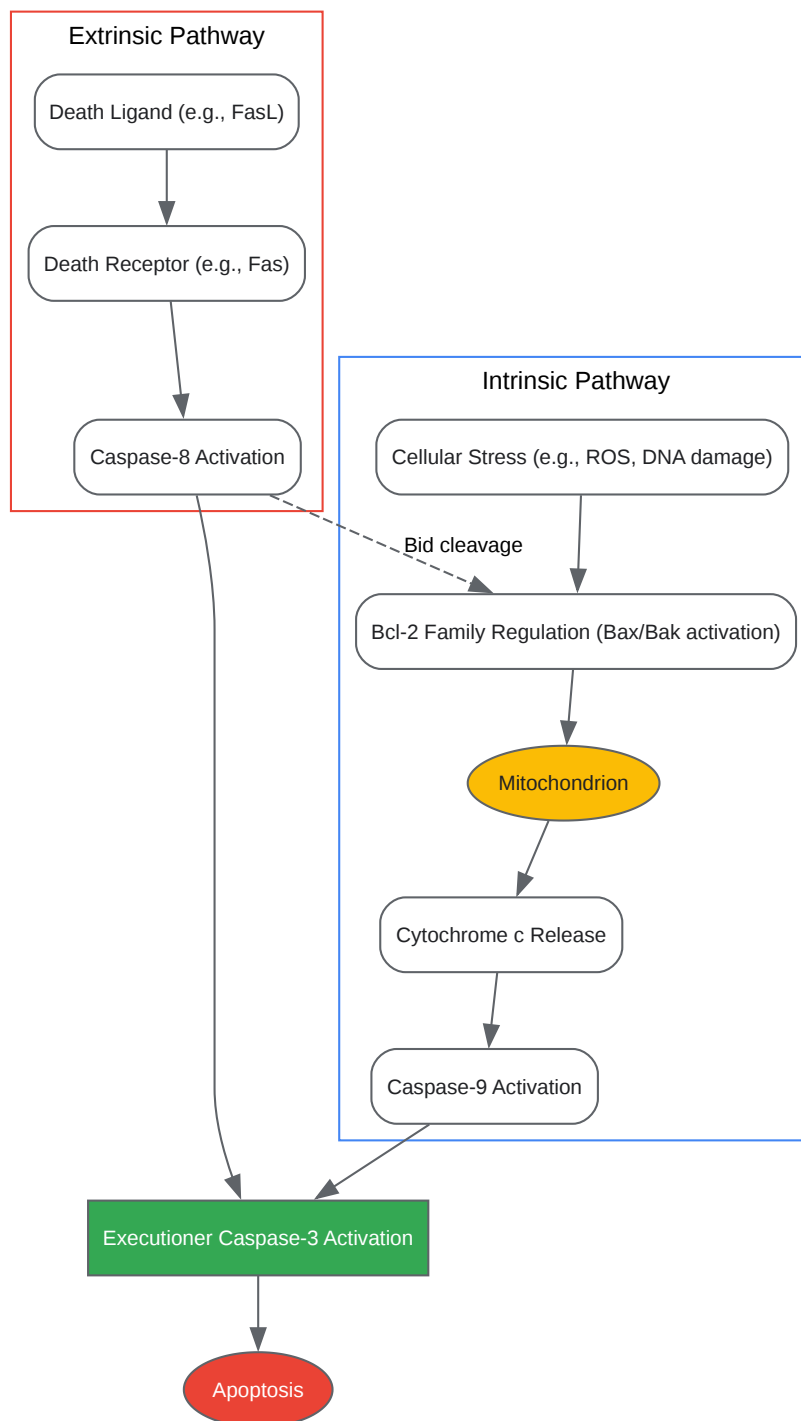 Extrinsic Pathway
Death Ligand (e.g., FasL)
Death Receptor (e.g., Fas)
Caspase-8 Activation
Intrinsic Pathway
Cellular Stress (e.g., ROS, DNA damage)
Bid cleavage
Bcl-2 Family Regulation (Bax/Bak activation)
Mitochondrion
Cytochrome c Release
Caspase-9 Activation
Executioner Caspase-3 Activation
Apoptosis